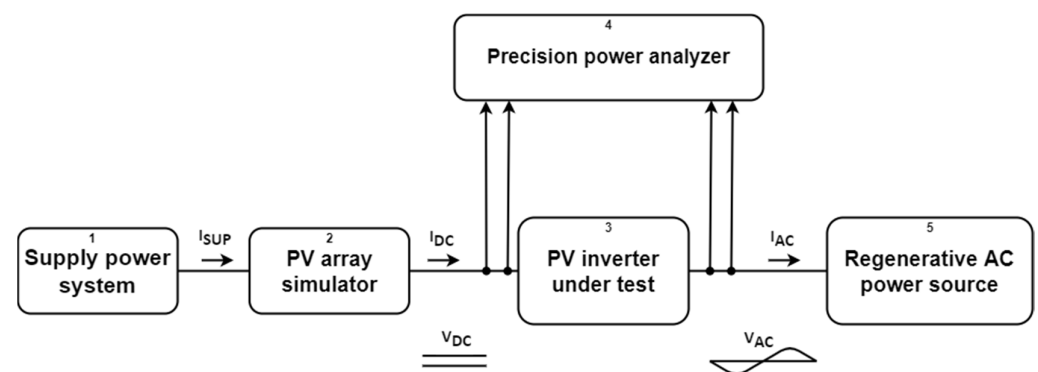 4
Precision power analyzer
1
Supply power
system
I_SUP
2
PV array
simulator
I_DC
3
PV inverter
under test
I_AC
5
Regenerative AC
power source
V_DC
V_AC